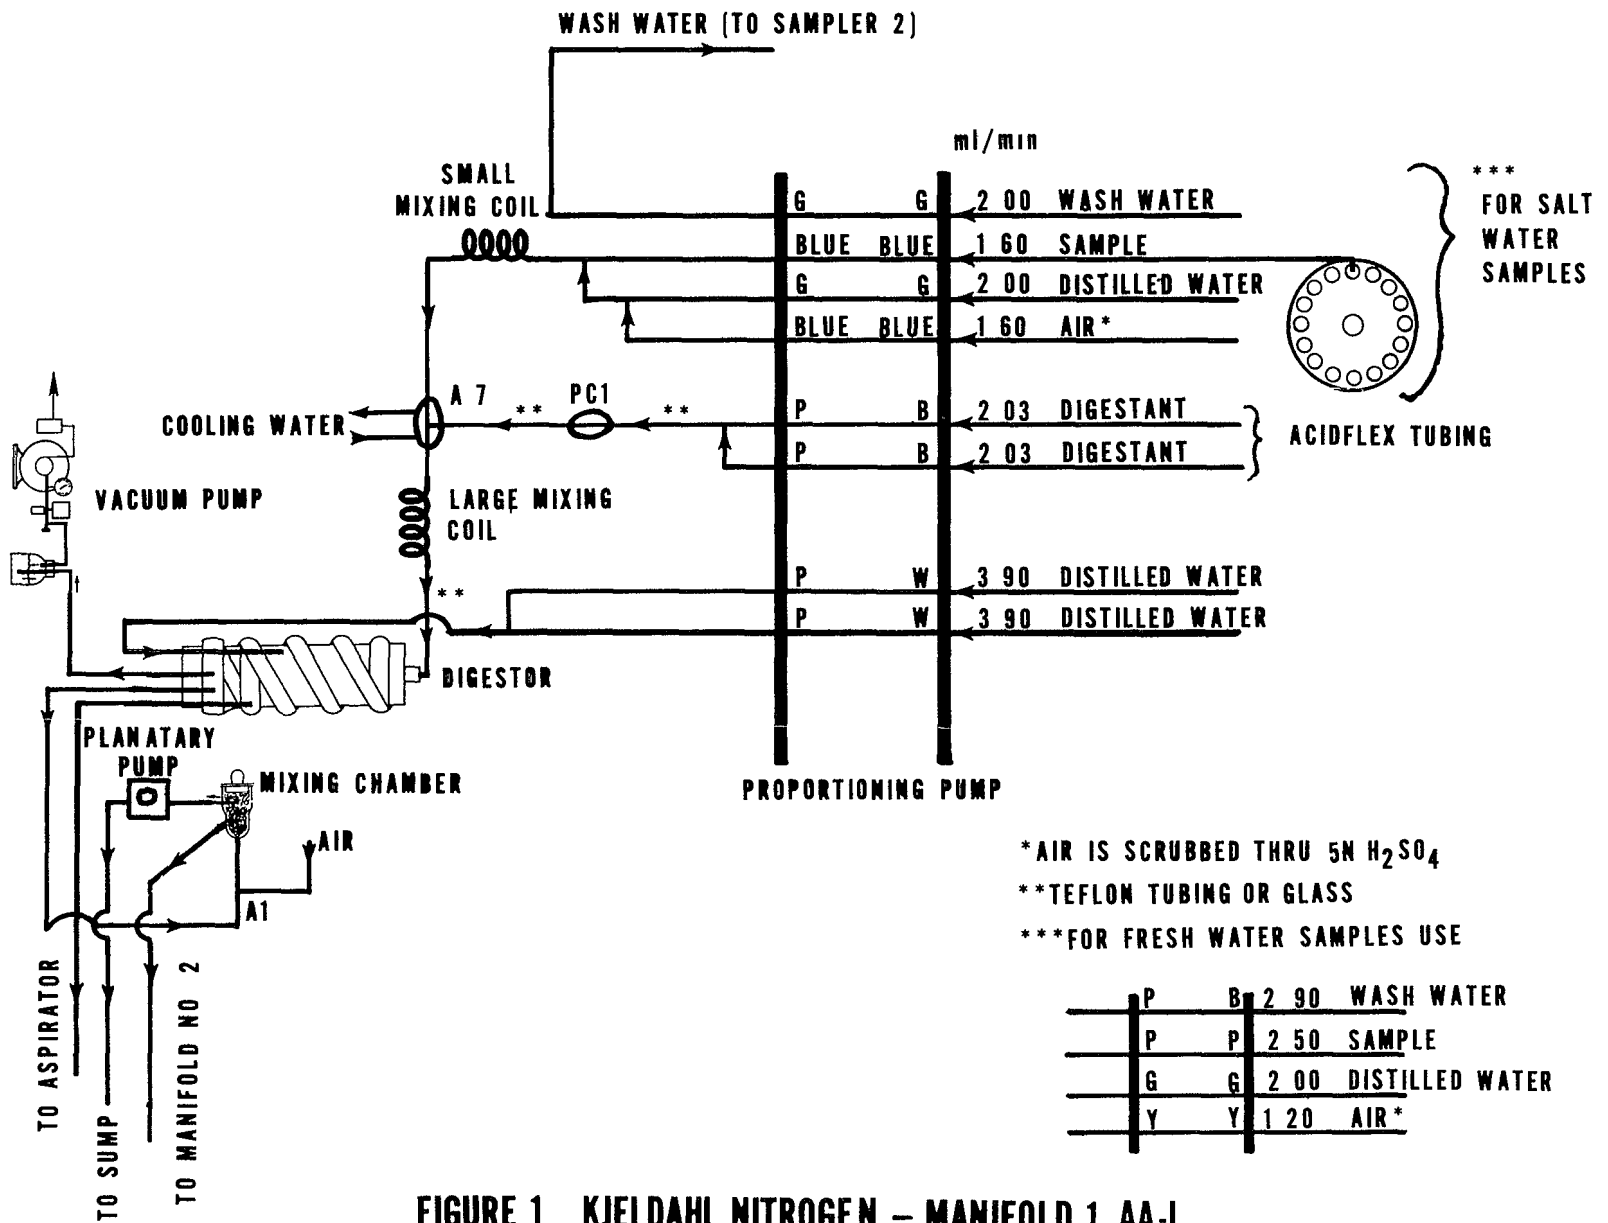 WASH WATER (TO SAMPLER 2)
ml/min
SMALL
MIXING COIL
G G 2 00 WASH WATER
BLUE BLUE 1 60 SAMPLE
G G 2 00 DISTILLED WATER
BLUE BLUE 1 60 AIR*
***
FOR SALT
WATER
SAMPLES
A 7
**
PC1
**
P B 2 03 DIGESTANT
P B 2 03 DIGESTANT
ACIDFLEX TUBING
COOLING WATER
VACUUM PUMP
LARGE MIXING
COIL
**
P W 3 90 DISTILLED WATER
P W 3 90 DISTILLED WATER
DIGESTOR
PLANATARY
PUMP
MIXING CHAMBER
PROPORTIONING PUMP
AIR
A1
*AIR IS SCRUBBED THRU 5N H2SO4
**TEFLON TUBING OR GLASS
***FOR FRESH WATER SAMPLES USE
P B 2 90 WASH WATER
P P 2 50 SAMPLE
G G 2 00 DISTILLED WATER
Y Y 1 20 AIR*
TO ASPIRATOR
TO SUMP
TO MANIFOLD NO 2
FIGURE 1 KJELDAHL NITROGEN – MANIFOLD 1 AA-I